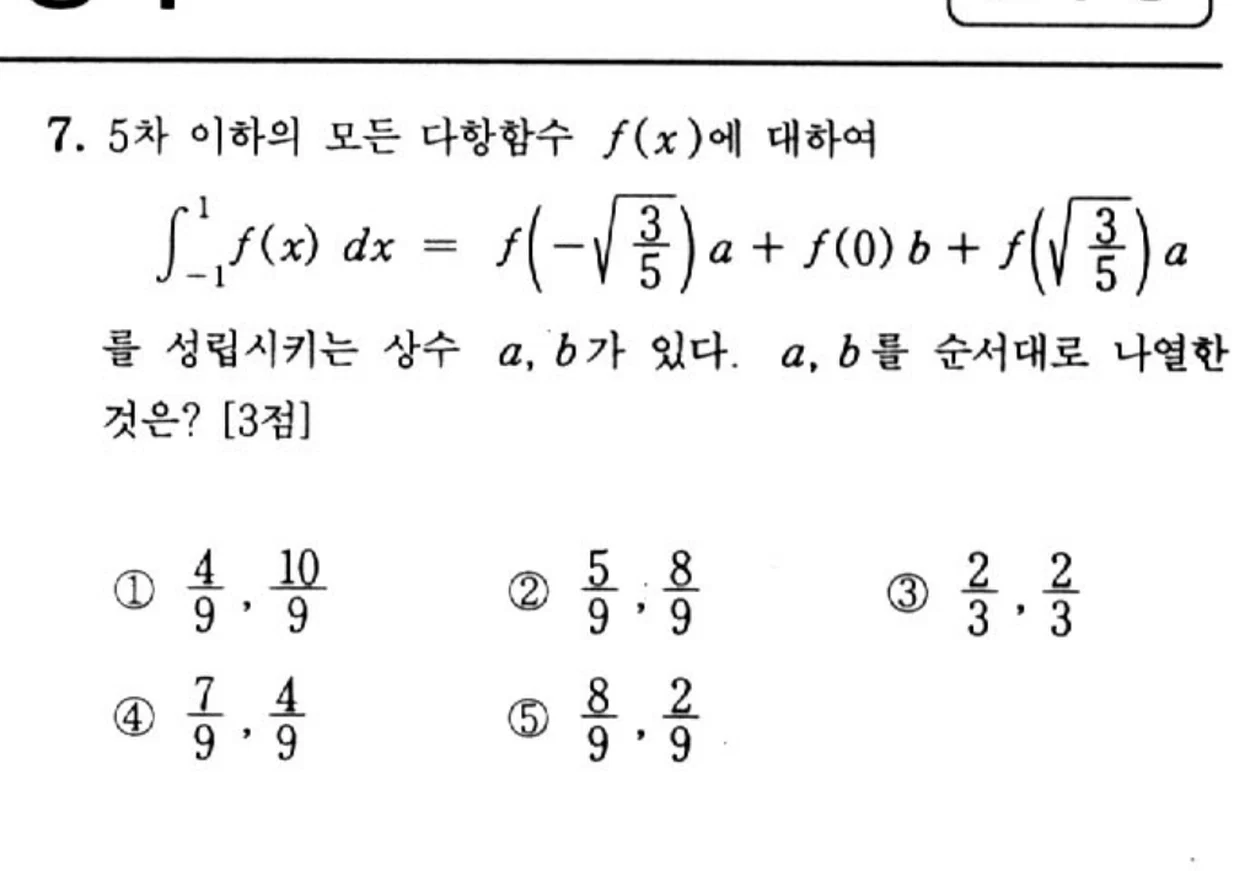 7. 5차 이하의 모든 다항함수 f(x)에 대하여
∫_{-1}^{1} f(x) dx = f(-√(3/5)) a + f(0) b + f(√(3/5)) a
를 성립시키는 상수 a, b가 있다. a, b를 순서대로 나열한
것은? [3점]
① 4/9, 10/9 ② 5/9, 8/9 ③ 2/3, 2/3
④ 7/9, 4/9 ⑤ 8/9, 2/9